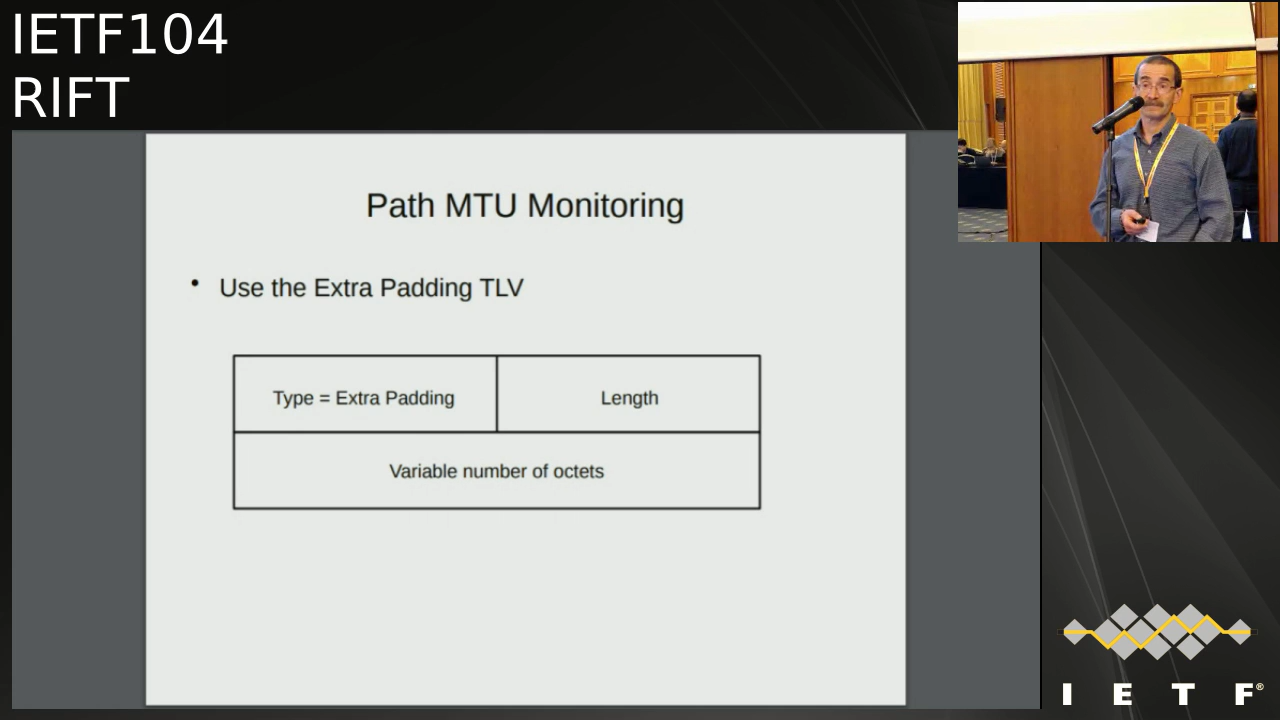 IETF104
RIFT
Path MTU Monitoring
• Use the Extra Padding TLV
Type = Extra Padding
Length
Variable number of octets
I E T F®